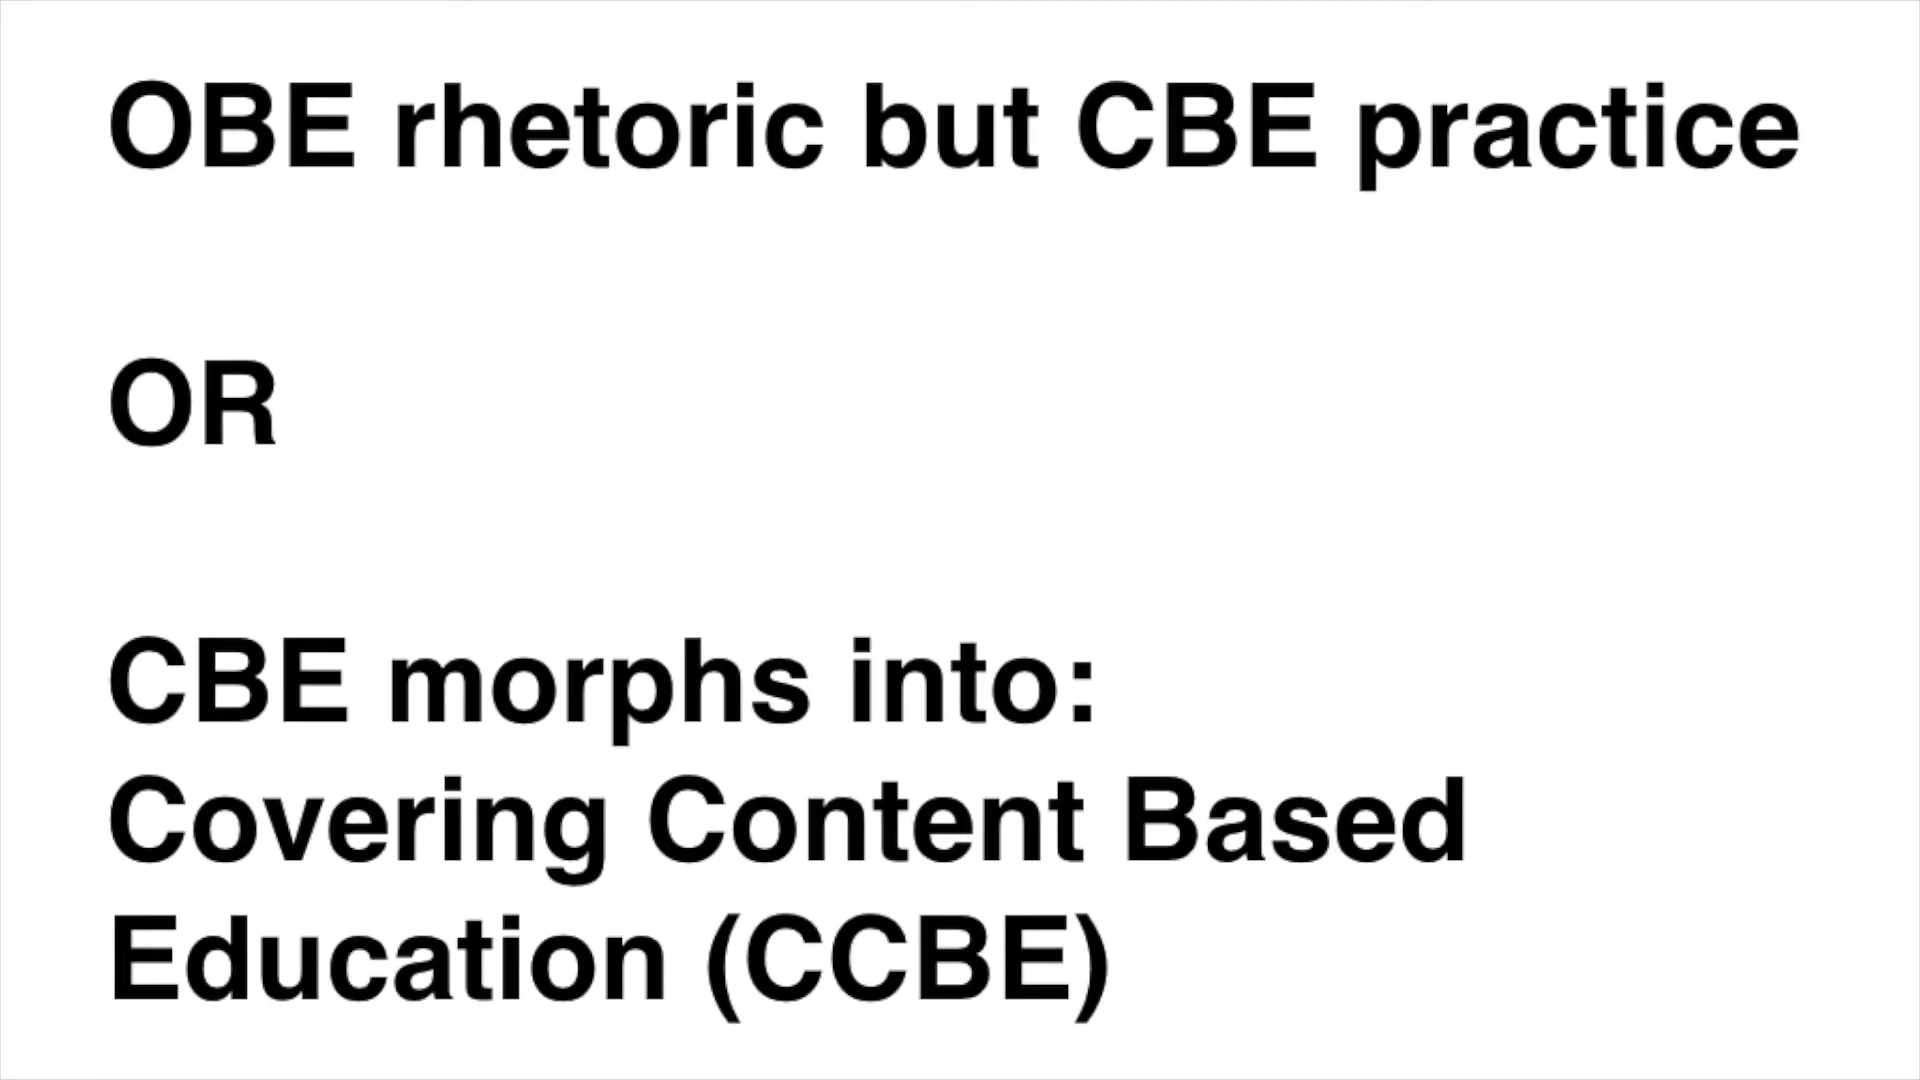 OBE rhetoric but CBE practice
OR
CBE morphs into:
Covering Content Based
Education (CCBE)